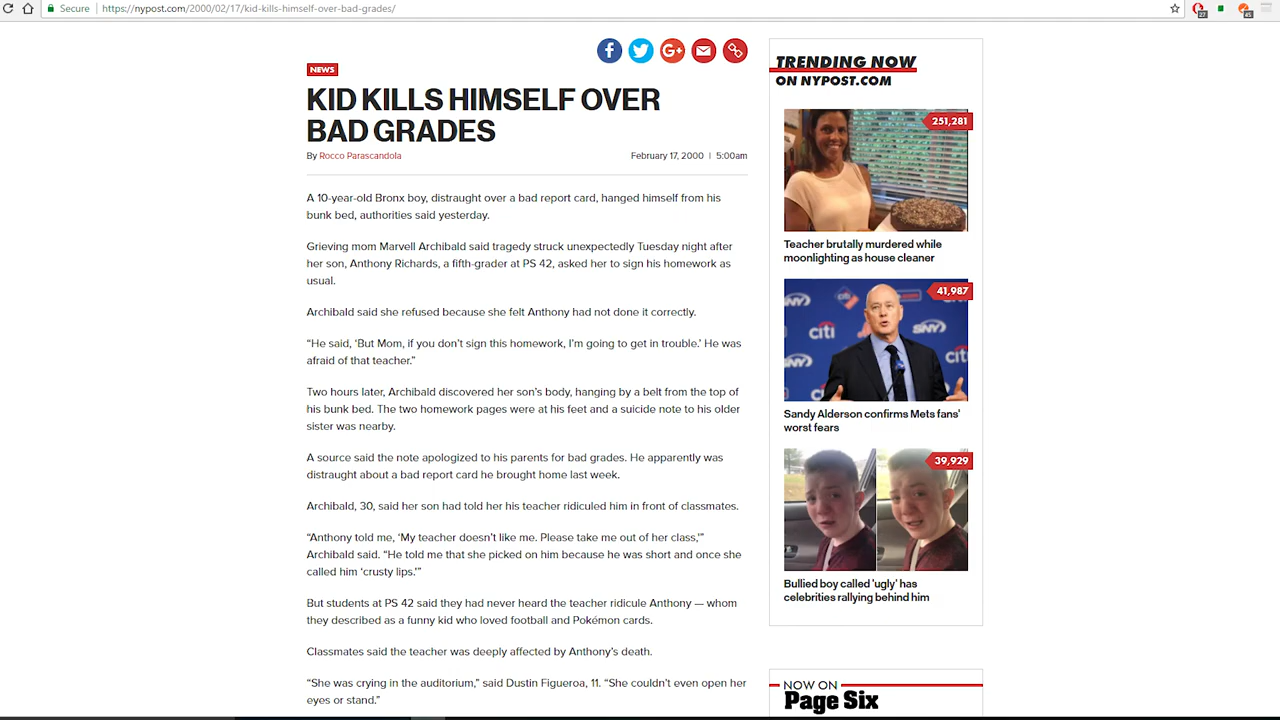 Secure
https://nypost.com/2000/02/17/kid-kills-himself-over-bad-grades/
NEWS
KID KILLS HIMSELF OVER
BAD GRADES
By Rocco Parascandola
February 17, 2000 | 5:00am
A 10-year-old Bronx boy, distraught over a bad report card, hanged himself from his
bunk bed, authorities said yesterday.
Grieving mom Marvell Archibald said tragedy struck unexpectedly Tuesday night after
her son, Anthony Richards, a fifth-grader at PS 42, asked her to sign his homework as
usual.
Archibald said she refused because she felt Anthony had not done it correctly.
“He said, ‘But Mom, if you don’t sign this homework, I’m going to get in trouble.’ He was
afraid of that teacher.”
Two hours later, Archibald discovered her son’s body, hanging by a belt from the top of
his bunk bed. The two homework pages were at his feet and a suicide note to his older
sister was nearby.
A source said the note apologized to his parents for bad grades. He apparently was
distraught about a bad report card he brought home last week.
Archibald, 30, said her son had told her his teacher ridiculed him in front of classmates.
“Anthony told me, ‘My teacher doesn’t like me. Please take me out of her class,’”
Archibald said. “He told me that she picked on him because he was short and once she
called him ‘crusty lips.’”
But students at PS 42 said they had never heard the teacher ridicule Anthony — whom
they described as a funny kid who loved football and Pokémon cards.
Classmates said the teacher was deeply affected by Anthony’s death.
“She was crying in the auditorium,” said Dustin Figueroa, 11. “She couldn’t even open her
eyes or stand.”
TRENDING NOW
ON NYPOST.COM
251,281
Teacher brutally murdered while
moonlighting as house cleaner
41,987
citi
SNY
Sandy Alderson confirms Mets fans’
worst fears
39,929
Bullied boy called 'ugly' has
celebrities rallying behind him
NOW ON
Page Six